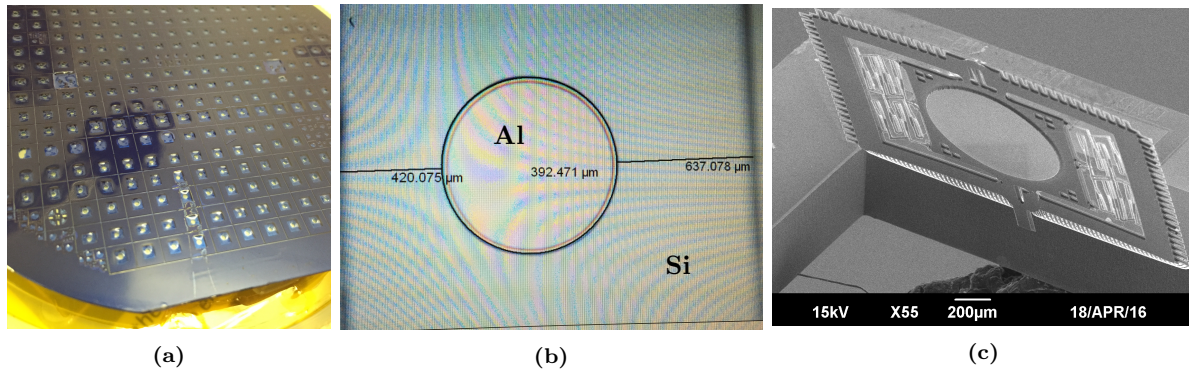 Al
420.075 µm
392.471 µm
637.078 µm
Si
15kV X55 200µm 18/APR/16
(a)
(b)
(c)